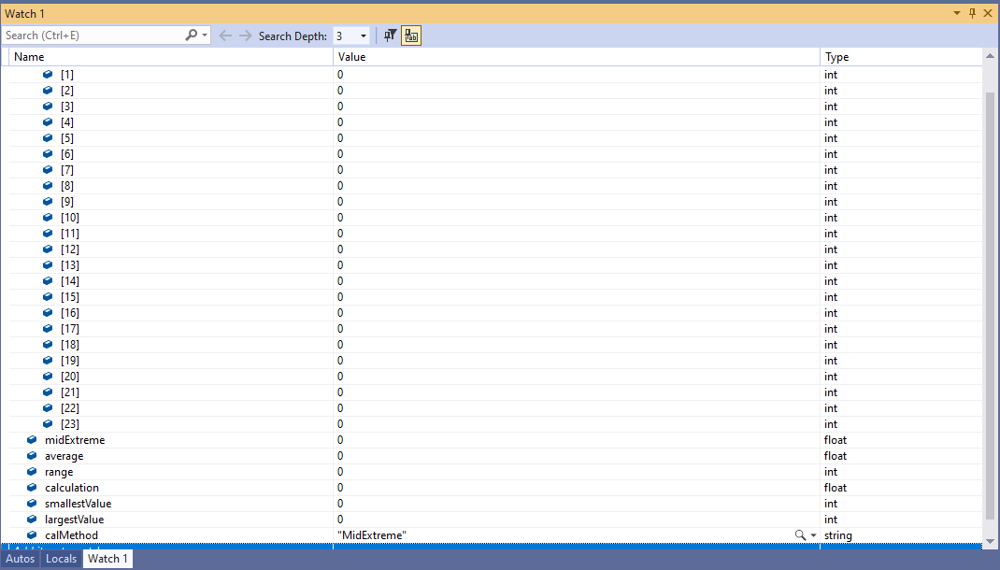 Watch 1
Search (Ctrl+E) Search Depth: 3
Name Value Type
[1] 0 int
[2] 0 int
[3] 0 int
[4] 0 int
[5] 0 int
[6] 0 int
[7] 0 int
[8] 0 int
[9] 0 int
[10] 0 int
[11] 0 int
[12] 0 int
[13] 0 int
[14] 0 int
[15] 0 int
[16] 0 int
[17] 0 int
[18] 0 int
[19] 0 int
[20] 0 int
[21] 0 int
[22] 0 int
[23] 0 int
midExtreme 0 float
average 0 float
range 0 int
calculation 0 float
smallestValue 0 int
largestValue 0 int
calMethod "MidExtreme" string
Autos Locals Watch 1